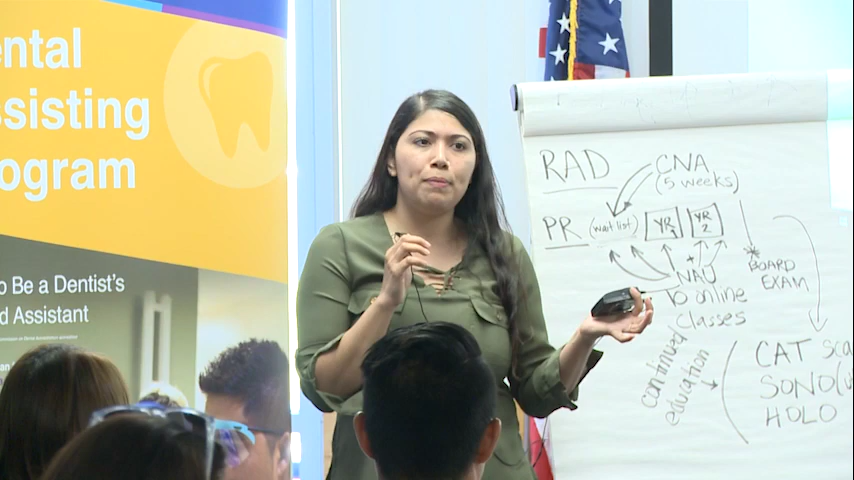 ental
ssisting
ogram
o Be a Dentist's
d Assistant
RAD
CNA
(5 weeks)
PR (wait list) YR 1 YR 2
+
NAU
10 online
classes
* BOARD
EXAM
continued
education
CAT sca
SONO(u
HOLO